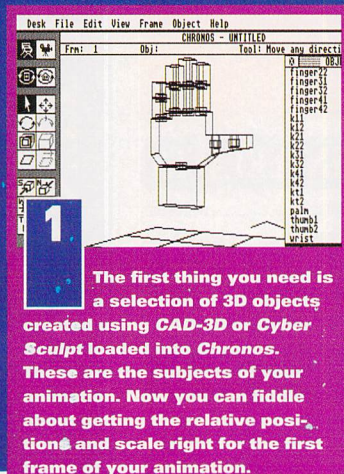 Desk File Edit View Frame Object Help
CHRONOS - UNTITLED
Frm: 1 Obj: Tool: Move any directi
OBJ
finger22
finger31
finger32
finger41
finger42
k11
k12
k21
k22
k31
k32
k41
k42
kt1
kt2
palm
thumb1
thumb2
wrist
1
The first thing you need is
a selection of 3D objects
created using CAD-3D or Cyber
Sculpt loaded into Chronos.
These are the subjects of your
animation. Now you can fiddle
about getting the relative posi-
tions and scale right for the first
frame of your animation.